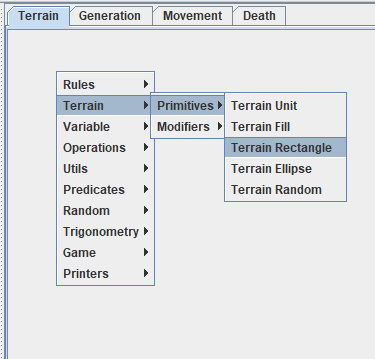 Terrain Generation Movement Death
Rules
Terrain Primitives Terrain Unit
Variable Modifiers Terrain Fill
Operations Terrain Rectangle
Utils Terrain Ellipse
Predicates Terrain Random
Random
Trigonometry
Game
Printers